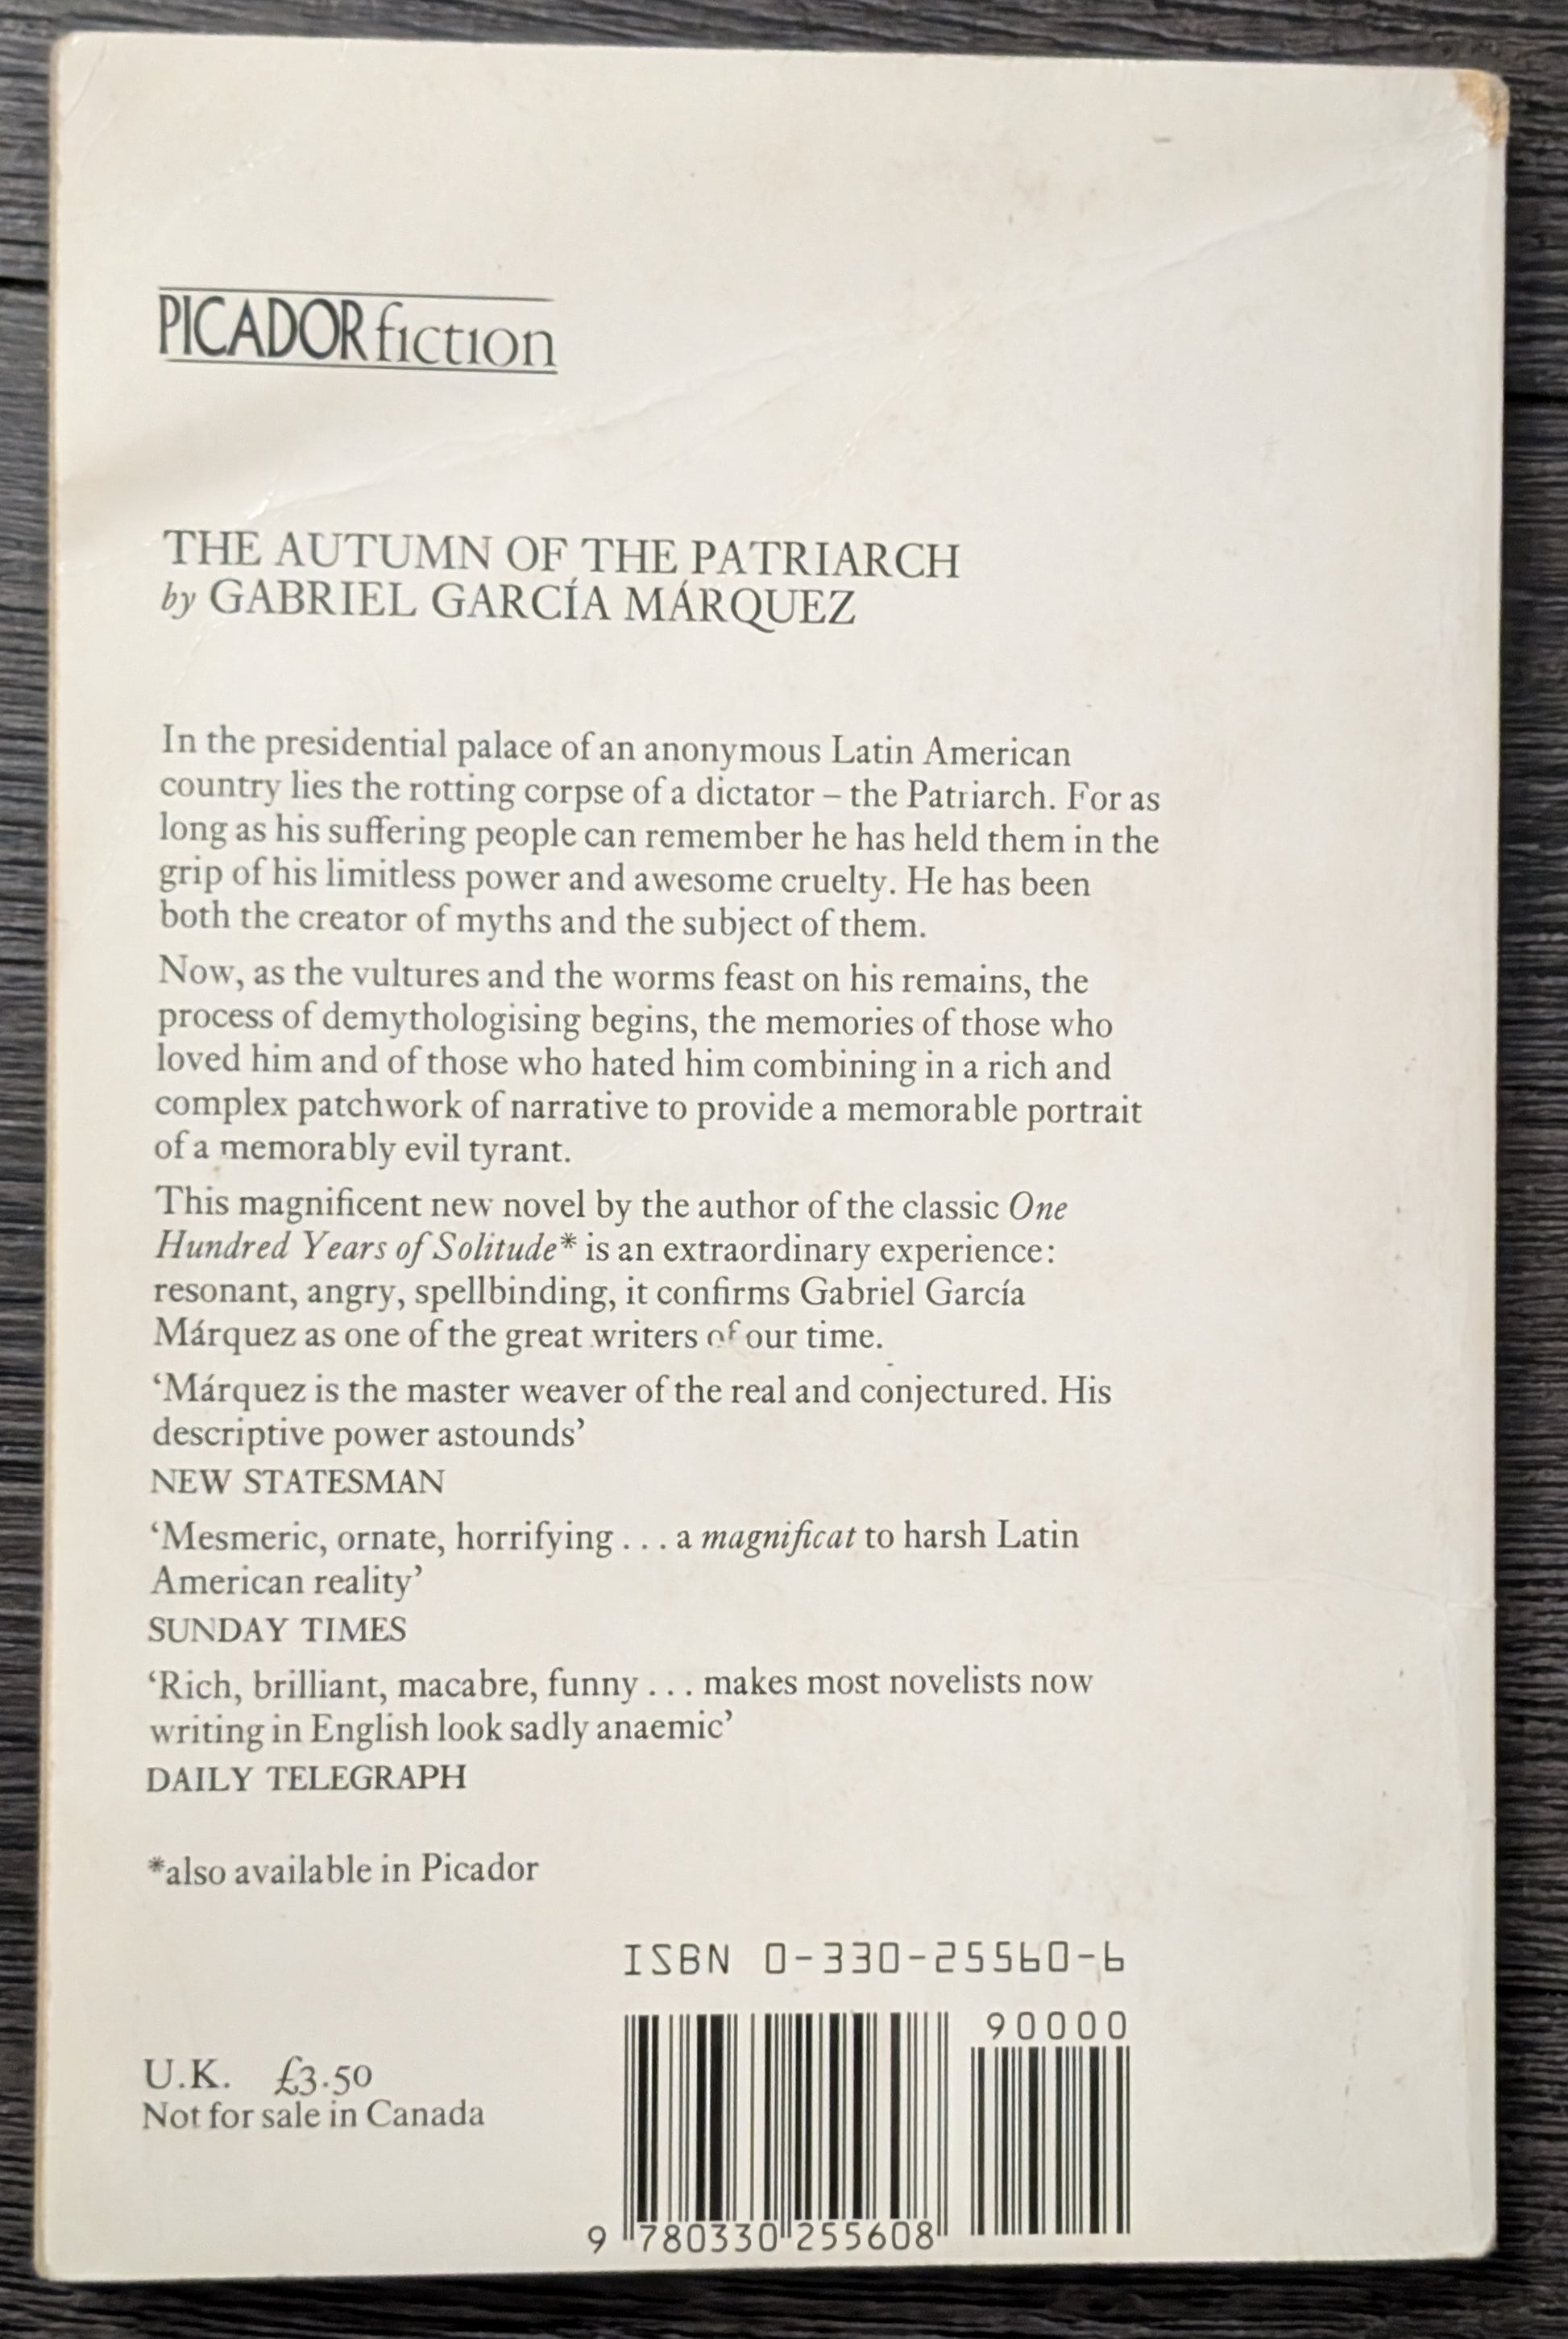 PICADOR fiction
THE AUTUMN OF THE PATRIARCH
by GABRIEL GARCÍA MÁRQUEZ
In the presidential palace of an anonymous Latin American
country lies the rotting corpse of a dictator – the Patriarch. For as
long as his suffering people can remember he has held them in the
grip of his limitless power and awesome cruelty. He has been
both the creator of myths and the subject of them.
Now, as the vultures and the worms feast on his remains, the
process of demythologising begins, the memories of those who
loved him and of those who hated him combining in a rich and
complex patchwork of narrative to provide a memorable portrait
of a memorably evil tyrant.
This magnificent new novel by the author of the classic One
Hundred Years of Solitude* is an extraordinary experience:
resonant, angry, spellbinding, it confirms Gabriel García
Márquez as one of the great writers of our time.
‘Márquez is the master weaver of the real and conjectured. His
descriptive power astounds’
NEW STATESMAN
‘Mesmeric, ornate, horrifying . . . a magnificat to harsh Latin
American reality’
SUNDAY TIMES
‘Rich, brilliant, macabre, funny . . . makes most novelists now
writing in English look sadly anaemic’
DAILY TELEGRAPH
*also available in Picador
ISBN 0-330-25560-6
90000
U.K. £3·50
Not for sale in Canada
9 780330 255608